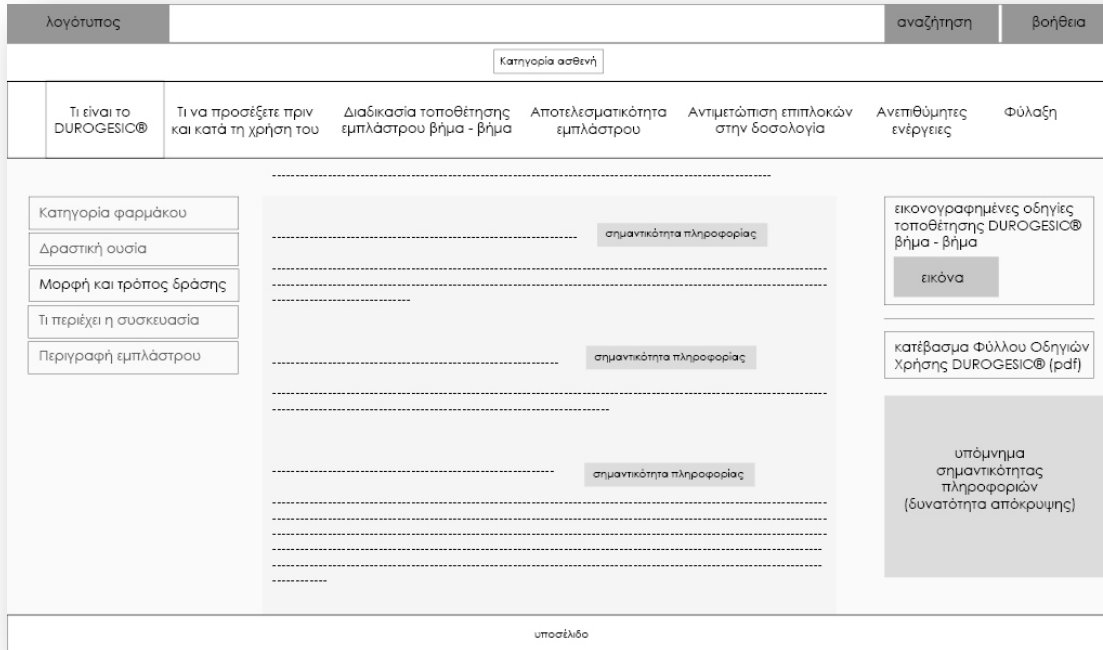 λογότυπος
αναζήτηση
βοήθεια
Κατηγορία ασθενή
Τι είναι το
DUROGESIC®
Τι να προσέξετε πριν
και κατά τη χρήση του
Διαδικασία τοποθέτησης
εμπλάστρου βήμα - βήμα
Αποτελεσματικότητα
εμπλάστρου
Αντιμετώπιση επιπλοκών
στην δοσολογία
Ανεπιθύμητες
ενέργειες
Φύλαξη
Κατηγορία φαρμάκου
Δραστική ουσία
Μορφή και τρόπος δράσης
Τι περιέχει η συσκευασία
Περιγραφή εμπλάστρου
σημαντικότητα πληροφορίας
σημαντικότητα πληροφορίας
σημαντικότητα πληροφορίας
εικονογραφημένες οδηγίες
τοποθέτησης DUROGESIC®
βήμα - βήμα
εικόνα
κατέβασμα Φύλλου Οδηγιών
Χρήσης DUROGESIC® (pdf)
υπόμνημα
σημαντικότητας
πληροφοριών
(δυνατότητα απόκρυψης)
υποσέλιδο